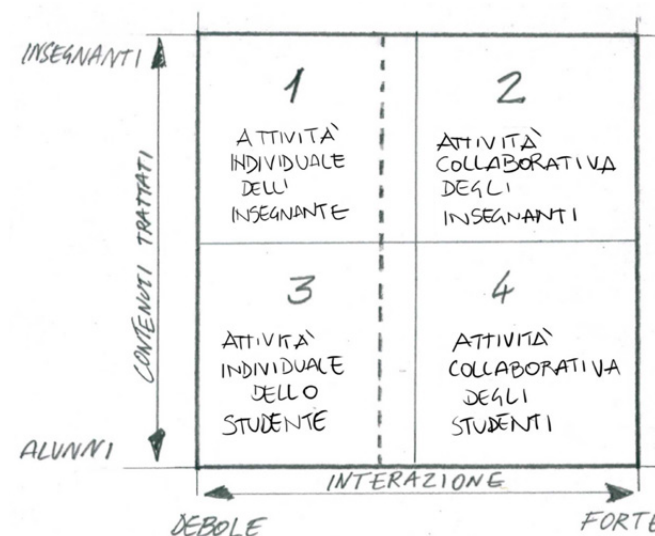 INSEGNANTI
CONTENUTI TRATTATI
1
ATTIVITÀ
INDIVIDUALE
DELL'
INSEGNANTE
2
ATTIVITÀ
COLLABORATIVA
DEGLI
INSEGNANTI
3
ATTIVITÀ
INDIVIDUALE
DELLO
STUDENTE
4
ATTIVITÀ
COLLABORATIVA
DEGLI
STUDENTI
ALUNNI
INTERAZIONE
DEBOLE
FORTE